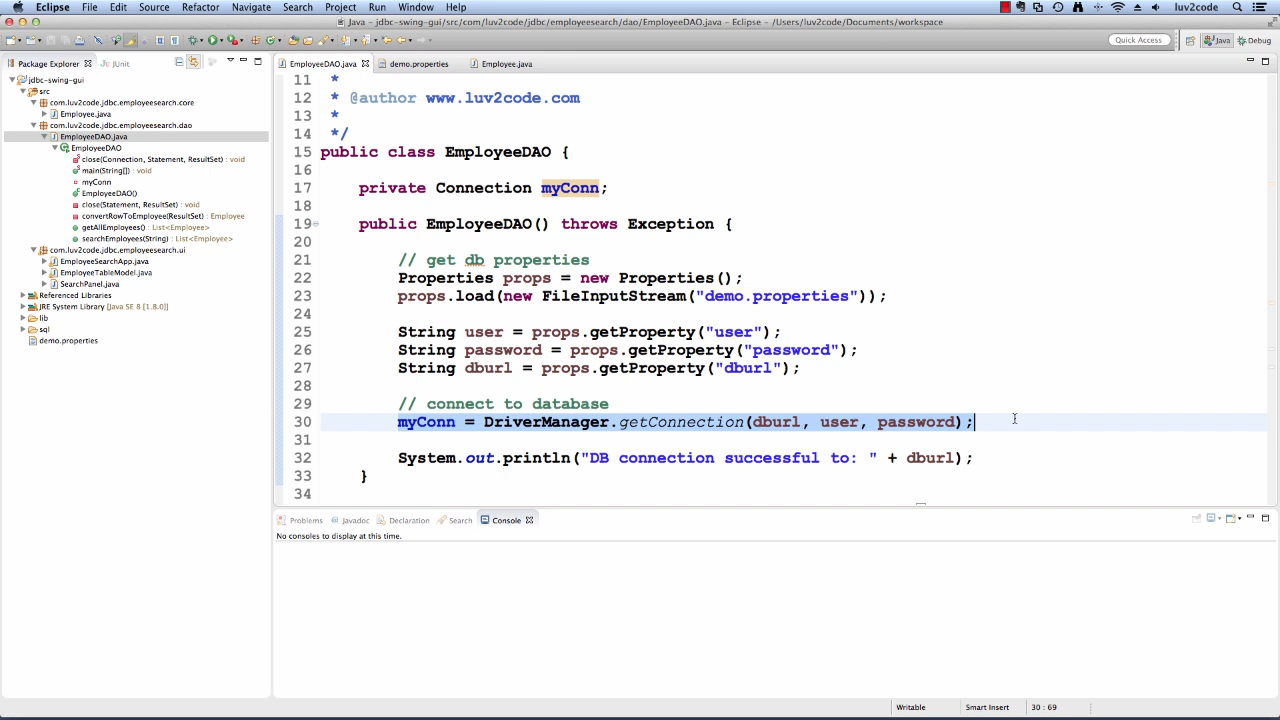 Eclipse File Edit Source Refactor Navigate Search Project Run Window Help luv2code
Java – jdbc-swing-gui/src/com/luv2code/jdbc/employeesearch/dao/EmployeeDAO.java – Eclipse – /Users/luv2code/Documents/workspace
Quick Access Java Debug
Package Explorer JUnit
jdbc-swing-gui
src
com.luv2code.jdbc.employeesearch.core
Employee.java
com.luv2code.jdbc.employeesearch.dao
EmployeeDAO.java
EmployeeDAO
close(Connection, Statement, ResultSet) : void
main(String[]) : void
myConn
EmployeeDAO()
close(Statement, ResultSet) : void
convertRowToEmployee(ResultSet) : Employee
getAllEmployees() : List<Employee>
searchEmployees(String) : List<Employee>
com.luv2code.jdbc.employeesearch.ui
EmployeeSearchApp.java
EmployeeTableModel.java
SearchPanel.java
Referenced Libraries
JRE System Library [Java SE 8 [1.8.0]]
lib
sql
demo.properties
EmployeeDAO.java demo.properties Employee.java
11 *
12 * @author www.luv2code.com
13 *
14 */
15 public class EmployeeDAO {
16
17 private Connection myConn;
18
19 public EmployeeDAO() throws Exception {
20
21 // get db properties
22 Properties props = new Properties();
23 props.load(new FileInputStream("demo.properties"));
25 String user = props.getProperty("user");
26 String password = props.getProperty("password");
27 String dburl = props.getProperty("dburl");
28
29 // connect to database
30 myConn = DriverManager.getConnection(dburl, user, password);
31
32 System.out.println("DB connection successful to: " + dburl);
33 }
34
Problems Javadoc Declaration Search Console
No consoles to display at this time.
Writable Smart Insert 30 : 69